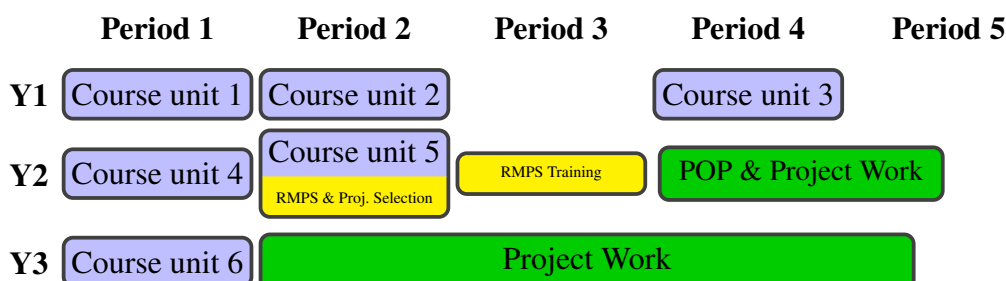 Period 1 Period 2 Period 3 Period 4 Period 5
Y1 Course unit 1 Course unit 2 Course unit 3
Y2 Course unit 4 Course unit 5 RMPS & Proj. Selection RMPS Training POP & Project Work
Y3 Course unit 6 Project Work